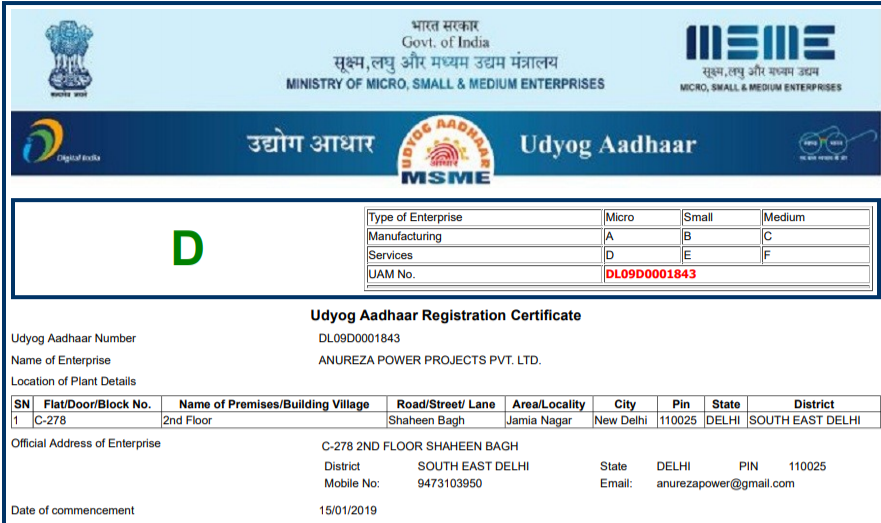 भारत सरकार
Govt. of India
सूक्ष्म,लघु और मध्यम उद्यम मंत्रालय
MINISTRY OF MICRO, SMALL & MEDIUM ENTERPRISES
सत्यमेव जयते
सूक्ष्म,लघु और मध्यम उद्यम
MICRO, SMALL & MEDIUM ENTERPRISES
Digital India
उद्योग आधार
UDYOG AADHAAR
आधार
MSME
Udyog Aadhaar
D
Type of Enterprise Micro Small Medium
Manufacturing A B C
Services D E F
UAM No. DL09D0001843
Udyog Aadhaar Registration Certificate
Udyog Aadhaar Number DL09D0001843
Name of Enterprise ANUREZA POWER PROJECTS PVT. LTD.
Location of Plant Details
SN Flat/Door/Block No. Name of Premises/Building Village Road/Street/ Lane Area/Locality City Pin State District
1 C-278 2nd Floor Shaheen Bagh Jamia Nagar New Delhi 110025 DELHI SOUTH EAST DELHI
Official Address of Enterprise C-278 2ND FLOOR SHAHEEN BAGH
District SOUTH EAST DELHI State DELHI PIN 110025
Mobile No: 9473103950 Email: anurezapower@gmail.com
Date of commencement 15/01/2019